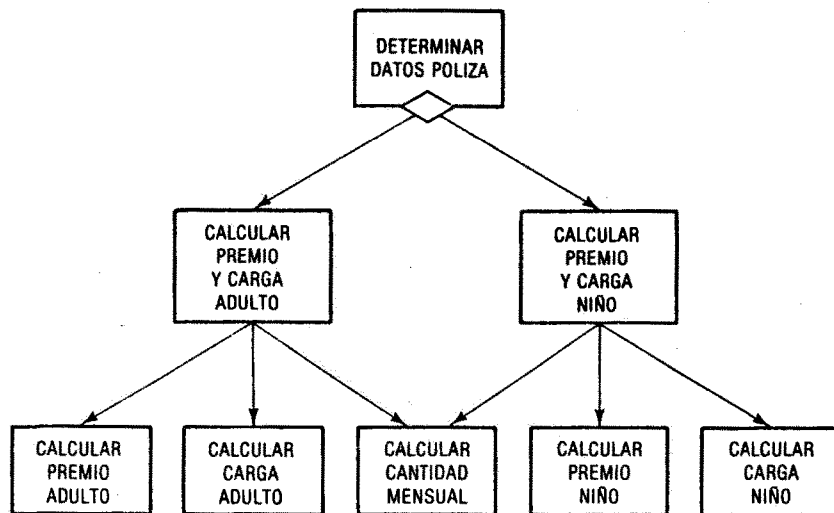 DETERMINAR
DATOS POLIZA
CALCULAR
PREMIO
Y CARGA
ADULTO
CALCULAR
PREMIO
Y CARGA
NIÑO
CALCULAR
PREMIO
ADULTO
CALCULAR
CARGA
ADULTO
CALCULAR
CANTIDAD
MENSUAL
CALCULAR
PREMIO
NIÑO
CALCULAR
CARGA
NIÑO